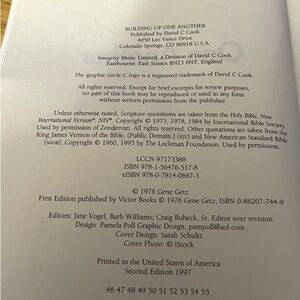 BUILDING UP ONE ANOTHER
Published by David C Cook
4050 Lee Vance Drive
Colorado Springs, CO 80918 U.S.A.
Integrity Music Limited, a Division of David C Cook
Eastbourne, East Sussex BN23 6NT, England
The graphic circle C logo is a registered trademark of David C Cook.
All rights reserved. Except for brief excerpts for review purposes,
no part of this book may be reproduced or used in any form
without written permission from the publisher.
Unless otherwise noted, Scripture quotations are taken from the Holy Bible, New
International Version®, NIV®. Copyright © 1973, 1978, 1984 by International Bible Society.
Used by permission of Zondervan. All rights reserved. Other quotations are taken from the
King James Version of the Bible. (Public Domain.) (KJV) and New American Standard Bible
(NASB), Copyright © 1960, 1995 by The Lockman Foundation. Used by permission.
LCCN 97173388
ISBN 978-1-56476-517-8
eISBN 978-0-7814-0667-3
© 1976 Gene Getz
First Edition published by Victor Books © 1976 Gene Getz, ISBN 0-88207-744-9
Editors: Jane Vogel, Barb Williams; Craig Bubeck, Sr. Editor over revision
Design: Pamela Poll Graphic Design, pampoll@aol.com
Cover Design: Sarah Schultz
Cover Photo: © iStock
Printed in the United States of America
Second Edition 1997
46 47 48 49 50 51 52 53 54 55